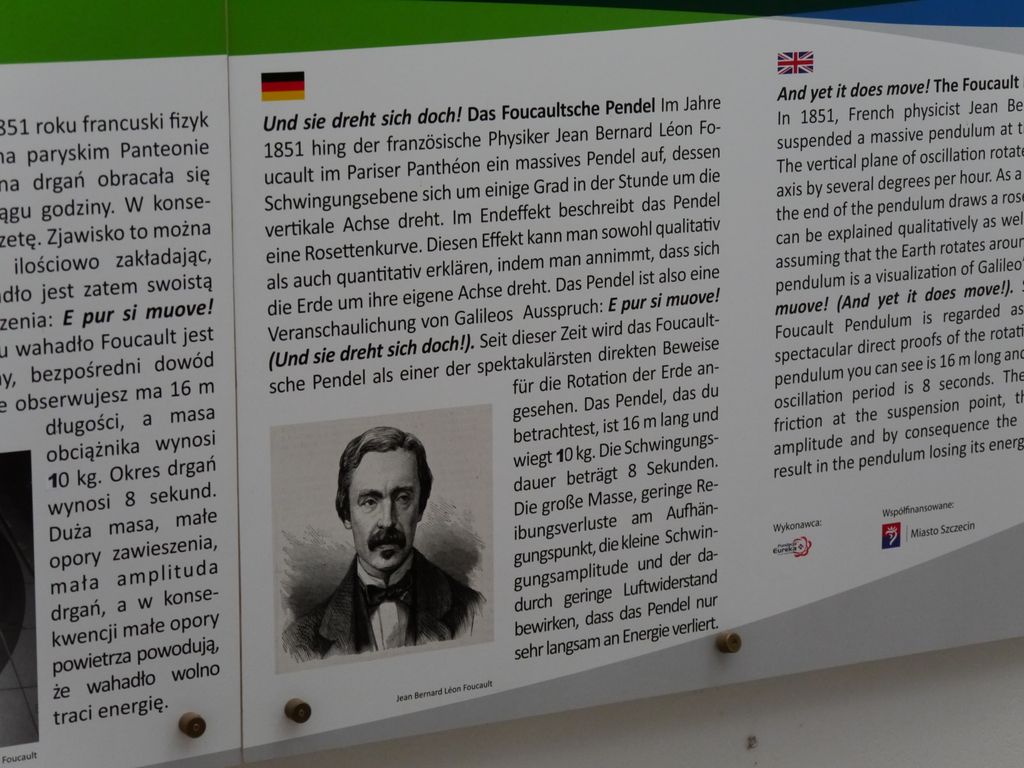 851 roku francuski fizyk
na paryskim Panteonie
na drgań obracała się
ągu godziny. W konse-
zetę. Zjawisko to można
ilościowo zakładając,
adło jest zatem swoistą
zenia: E pur si muove!
u wahadło Foucault jest
ny, bezpośredni dowód
e obserwujesz ma 16 m
długości, a masa
obciążnika wynosi
10 kg. Okres drgań
wynosi 8 sekund.
Duża masa, małe
opory zawieszenia,
mała amplituda
drgań, a w konse-
kwencji małe opory
powietrza powodują,
że wahadło wolno
traci energię.
Foucault
Und sie dreht sich doch! Das Foucaultsche Pendel Im Jahre
1851 hing der französische Physiker Jean Bernard Léon Fo-
ucault im Pariser Panthéon ein massives Pendel auf, dessen
Schwingungsebene sich um einige Grad in der Stunde um die
vertikale Achse dreht. Im Endeffekt beschreibt das Pendel
eine Rosettenkurve. Diesen Effekt kann man sowohl qualitativ
als auch quantitativ erklären, indem man annimmt, dass sich
die Erde um ihre eigene Achse dreht. Das Pendel ist also eine
Veranschaulichung von Galileos Ausspruch: E pur si muove!
(Und sie dreht sich doch!). Seit dieser Zeit wird das Foucault-
sche Pendel als einer der spektakulärsten direkten Beweise
für die Rotation der Erde an-
gesehen. Das Pendel, das du
betrachtest, ist 16 m lang und
wiegt 10 kg. Die Schwingungs-
dauer beträgt 8 Sekunden.
Die große Masse, geringe Re-
ibungsverluste am Aufhän-
gungspunkt, die kleine Schwin-
gungsamplitude und der da-
durch geringe Luftwiderstand
bewirken, dass das Pendel nur
sehr langsam an Energie verliert.
Jean Bernard Léon Foucault
And yet it does move! The Foucault
In 1851, French physicist Jean Be
suspended a massive pendulum at t
The vertical plane of oscillation rotate
axis by several degrees per hour. As a
the end of the pendulum draws a rose
can be explained qualitatively as well
assuming that the Earth rotates aroun
pendulum is a visualization of Galileo'
muove! (And yet it does move!). S
Foucault Pendulum is regarded as
spectacular direct proofs of the rotati
pendulum you can see is 16 m long and
oscillation period is 8 seconds. The
friction at the suspension point, th
amplitude and by consequence the
result in the pendulum losing its energ
Wykonawca:
Fundacja
Eureka
Współfinansowane:
Miasto Szczecin